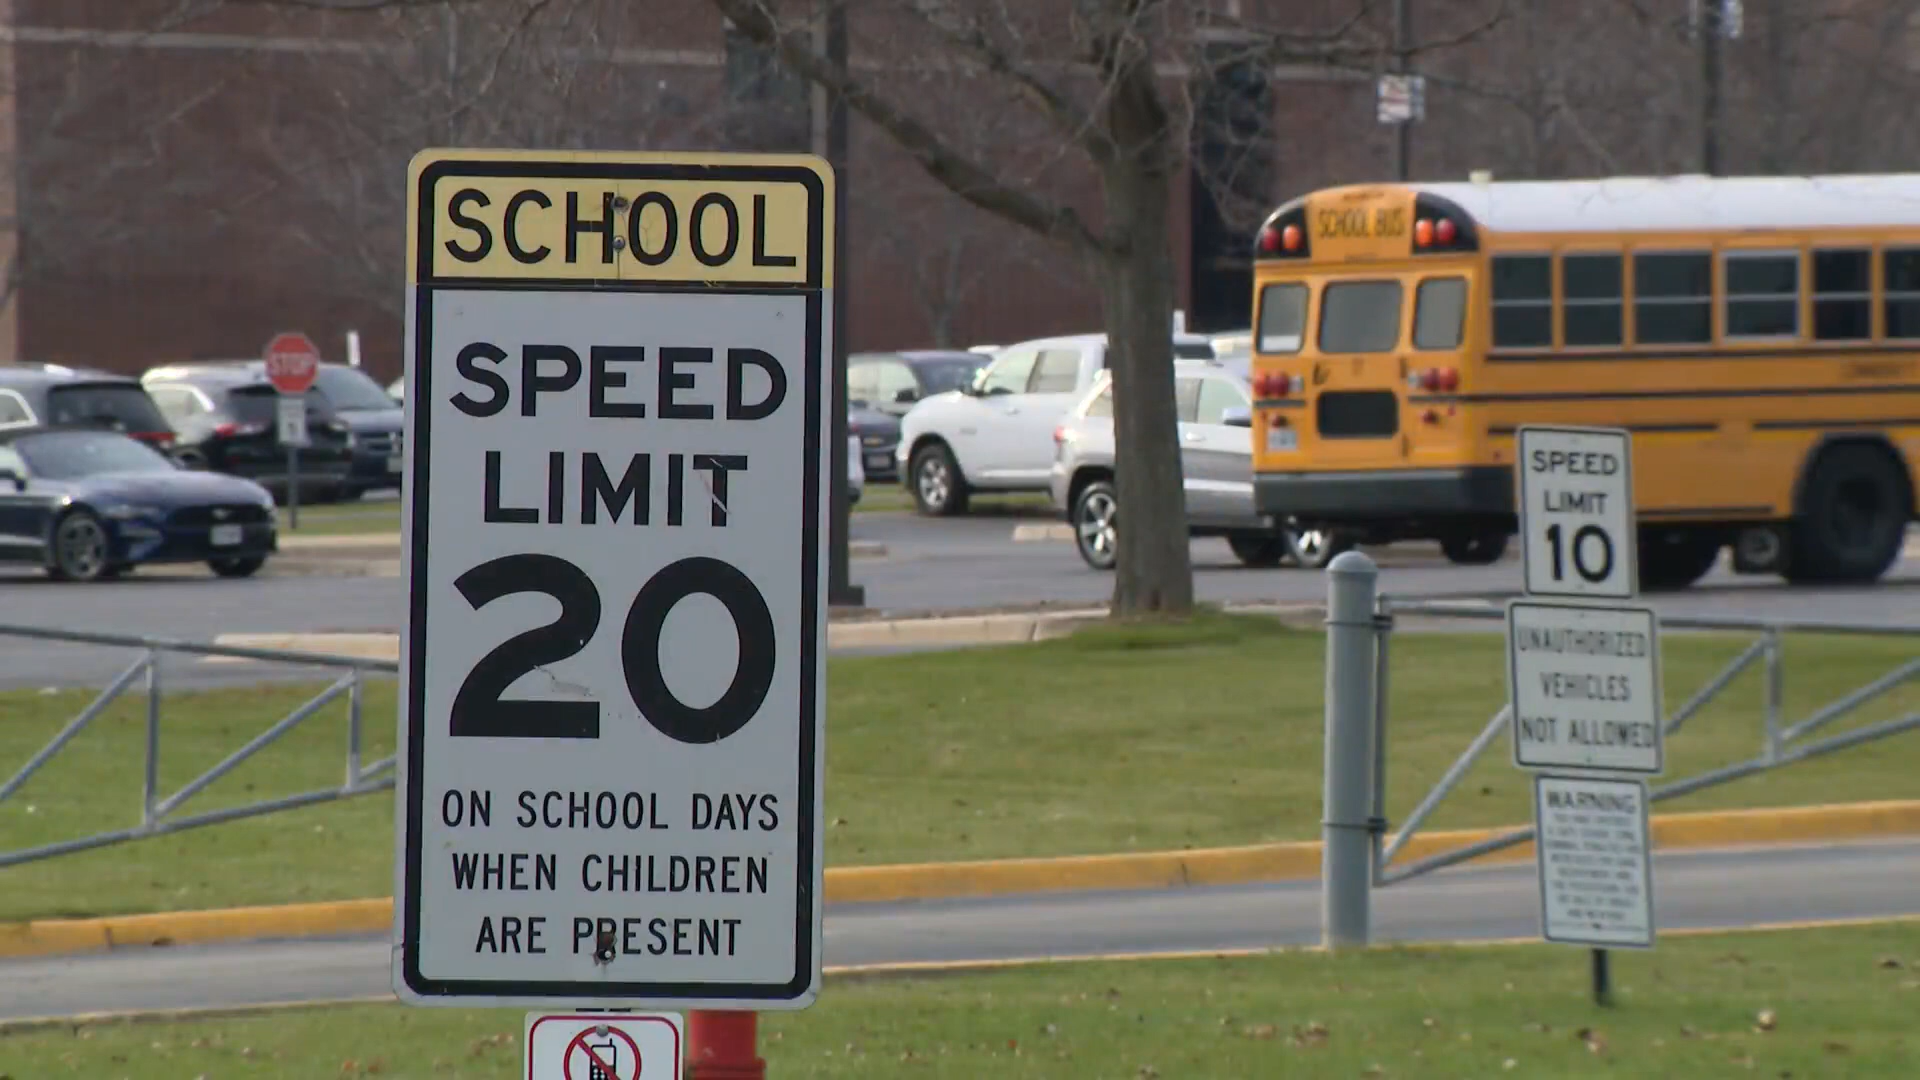 SCHOOL
SPEED
LIMIT
20
ON SCHOOL DAYS
WHEN CHILDREN
ARE PRESENT
STOP
SCHOOL BUS
SPEED
LIMIT
10
UNAUTHORIZED
VEHICLES
NOT ALLOWED
WARNING